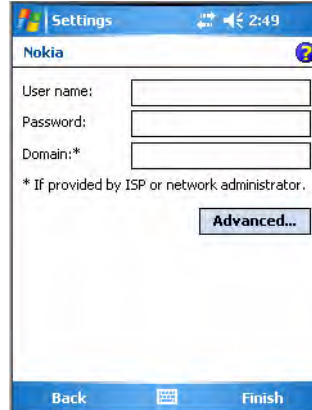 Settings 2:49
Nokia
?
User name:
Password:
Domain:*
* If provided by ISP or network administrator.
Advanced...
Back Finish